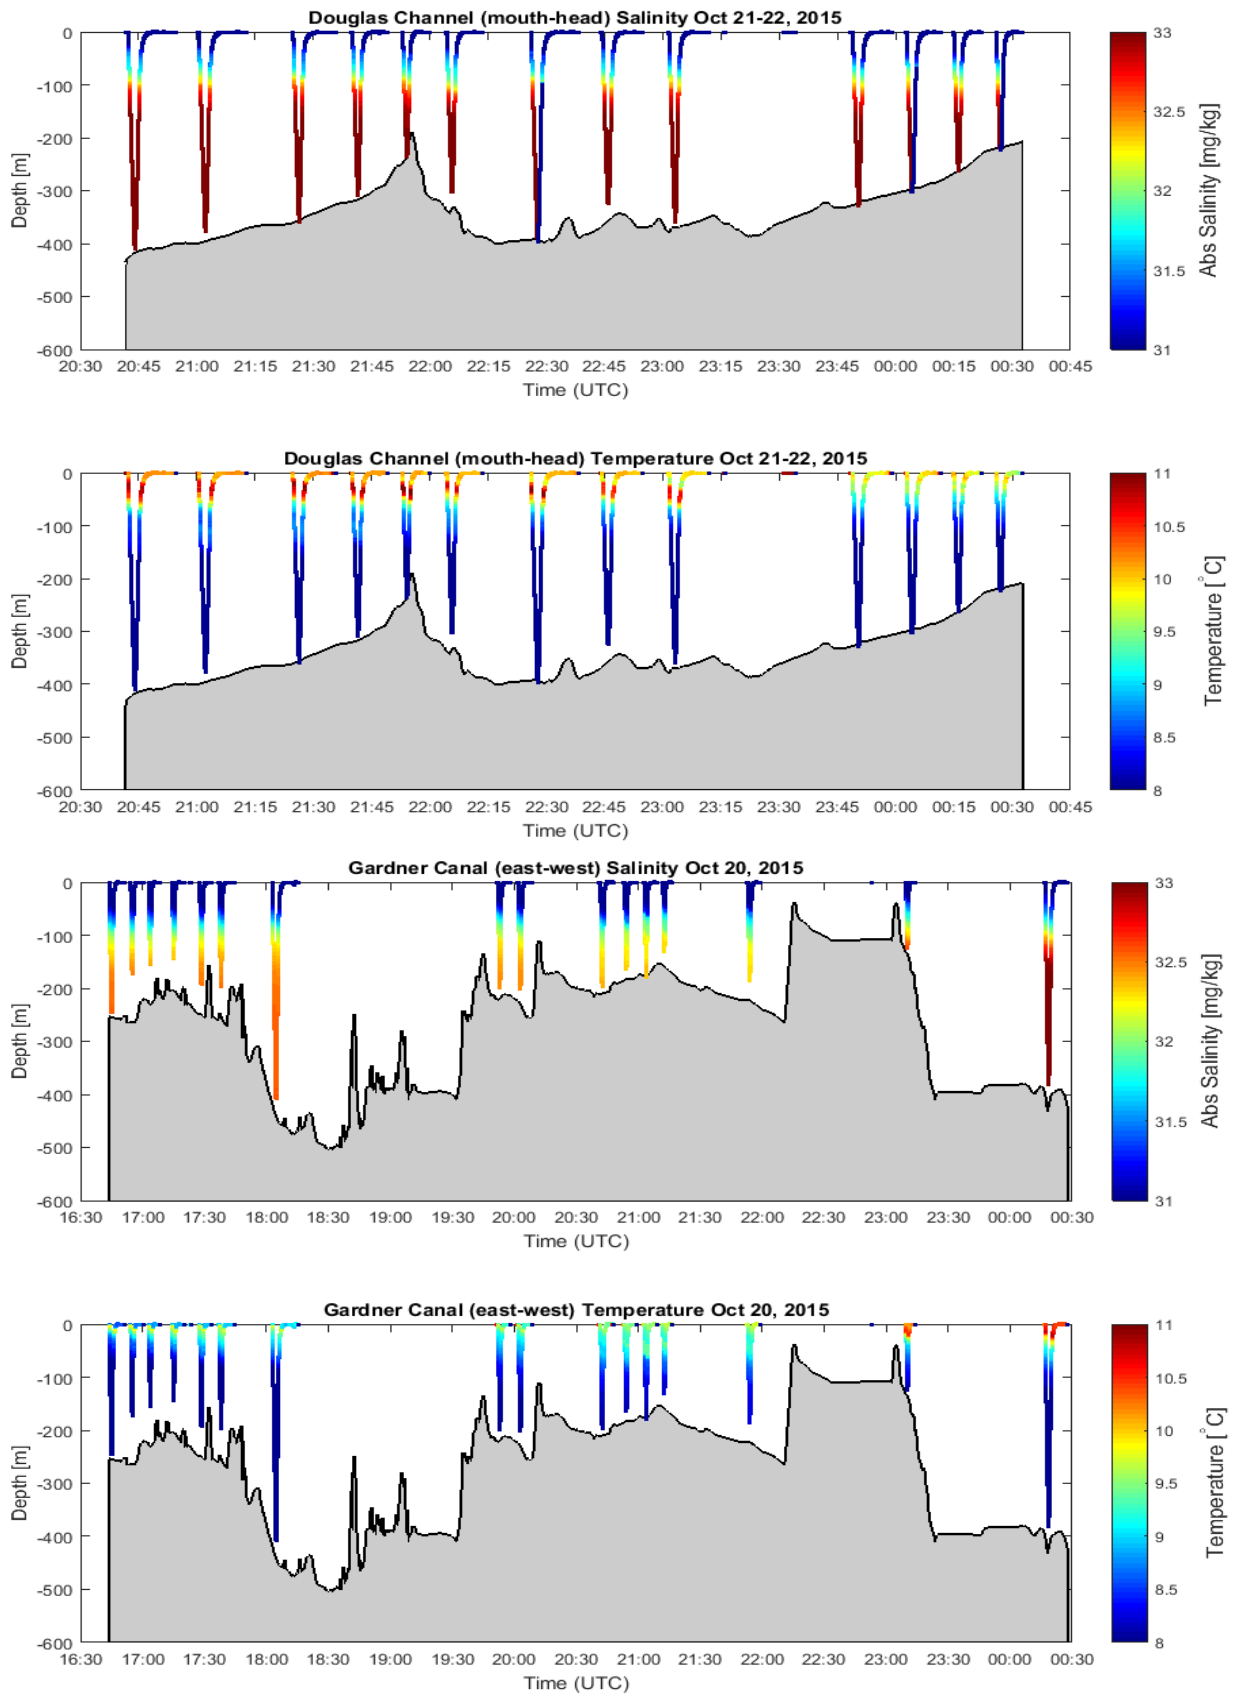 Douglas Channel (mouth-head) Salinity Oct 21-22, 2015
0
-100
-200
-300
-400
-500
-600
Depth [m]
20:30 20:45 21:00 21:15 21:30 21:45 22:00 22:15 22:30 22:45 23:00 23:15 23:30 23:45 00:00 00:15 00:30 00:45
Time (UTC)
33
32.5
32
31.5
31
Abs Salinity [mg/kg]
Douglas Channel (mouth-head) Temperature Oct 21-22, 2015
0
-100
-200
-300
-400
-500
-600
Depth [m]
20:30 20:45 21:00 21:15 21:30 21:45 22:00 22:15 22:30 22:45 23:00 23:15 23:30 23:45 00:00 00:15 00:30 00:45
Time (UTC)
11
10.5
10
9.5
9
8.5
8
Temperature [°C]
Gardner Canal (east-west) Salinity Oct 20, 2015
0
-100
-200
-300
-400
-500
-600
Depth [m]
16:30 17:00 17:30 18:00 18:30 19:00 19:30 20:00 20:30 21:00 21:30 22:00 22:30 23:00 23:30 00:00 00:30
Time (UTC)
33
32.5
32
31.5
31
Abs Salinity [mg/kg]
Gardner Canal (east-west) Temperature Oct 20, 2015
0
-100
-200
-300
-400
-500
-600
Depth [m]
16:30 17:00 17:30 18:00 18:30 19:00 19:30 20:00 20:30 21:00 21:30 22:00 22:30 23:00 23:30 00:00 00:30
Time (UTC)
11
10.5
10
9.5
9
8.5
8
Temperature [°C]